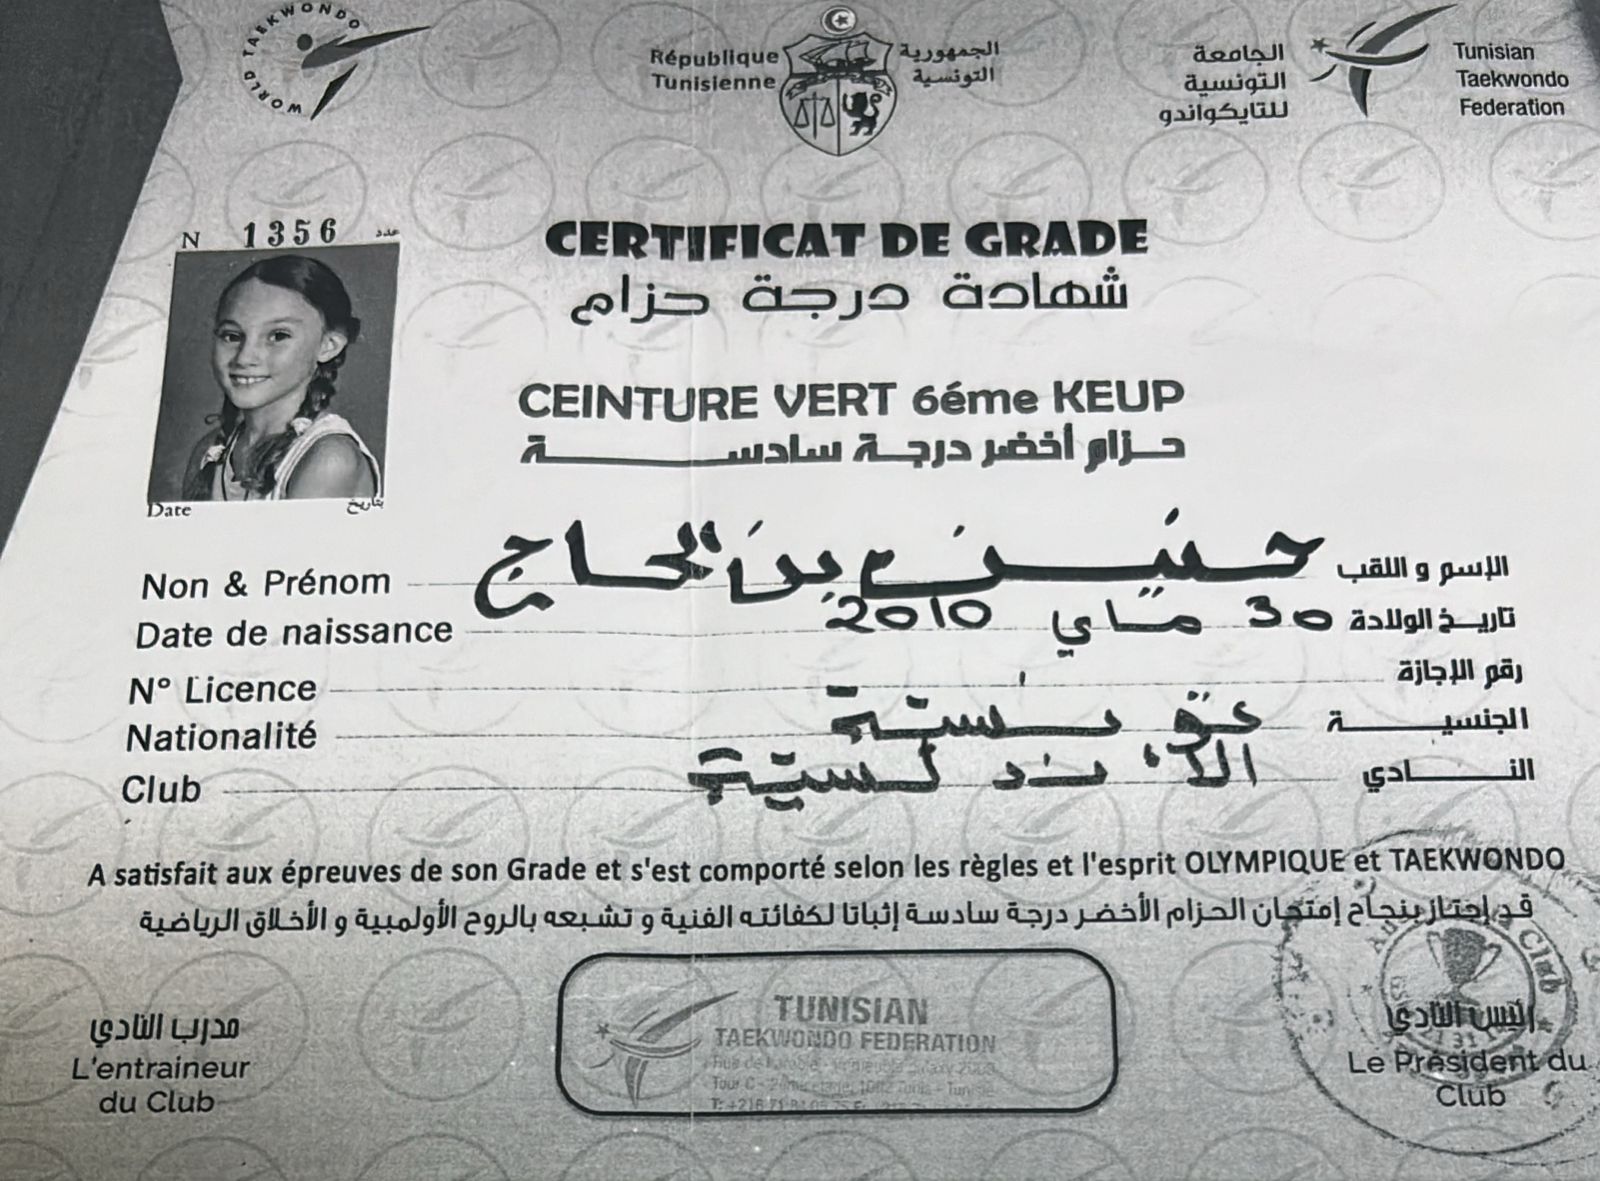 WORLD TAEKWONDO
République Tunisienne
الجمهورية التونسية
الجامعة التونسية للتايكواندو
Tunisian Taekwondo Federation
N 1356 عدد
CERTIFICAT DE GRADE
شهادة درجة حزام
CEINTURE VERT 6éme KEUP
حزام أخضر درجة سادسة
Date تاريخ
Non & Prénom بن الحاج الإسم و اللقب
Date de naissance 30 ماي 2010 تاريخ الولادة
N° Licence رقم الإجازة
Nationalité تونسية الجنسية
Club الأندلسية النادي
A satisfait aux épreuves de son Grade et s'est comporté selon les règles et l'esprit OLYMPIQUE et TAEKWONDO
قد إجتاز بنجاح إمتحان الحزام الأخضر درجة سادسة إثباتا لكفائته الفنية و تشبعه بالروح الأولمبية و الأخلاق الرياضية
مدرب النادي
L'entraineur du Club
TUNISIAN
TAEKWONDO FEDERATION
رئيس النادي
Le Président du Club
Club